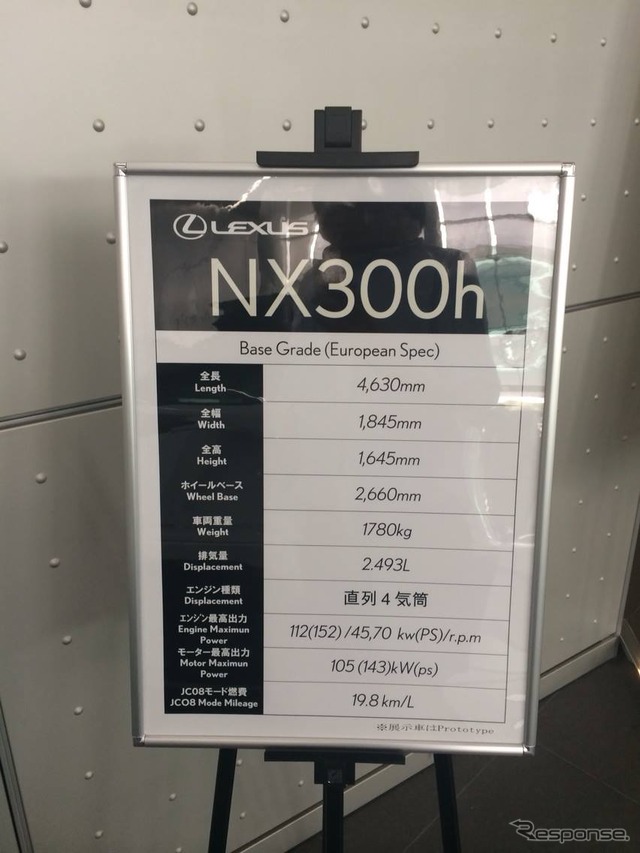 LEXUS
NX300h
Base Grade (European Spec)
全長
Length
4,630mm
全幅
Width
1,845mm
全高
Height
1,645mm
ホイールベース
Wheel Base
2,660mm
車両重量
Weight
1780kg
排気量
Displacement
2.493L
エンジン種類
Displacement
直列4気筒
エンジン最高出力
Engine Maximun
Power
112(152) /45,70 kw(PS)/r.p.m
モーター最高出力
Motor Maximun
Power
105 (143)kW(ps)
JC08モード燃費
JCO8 Mode Mileage
19.8 km/L
※展示車はPrototype
Response.